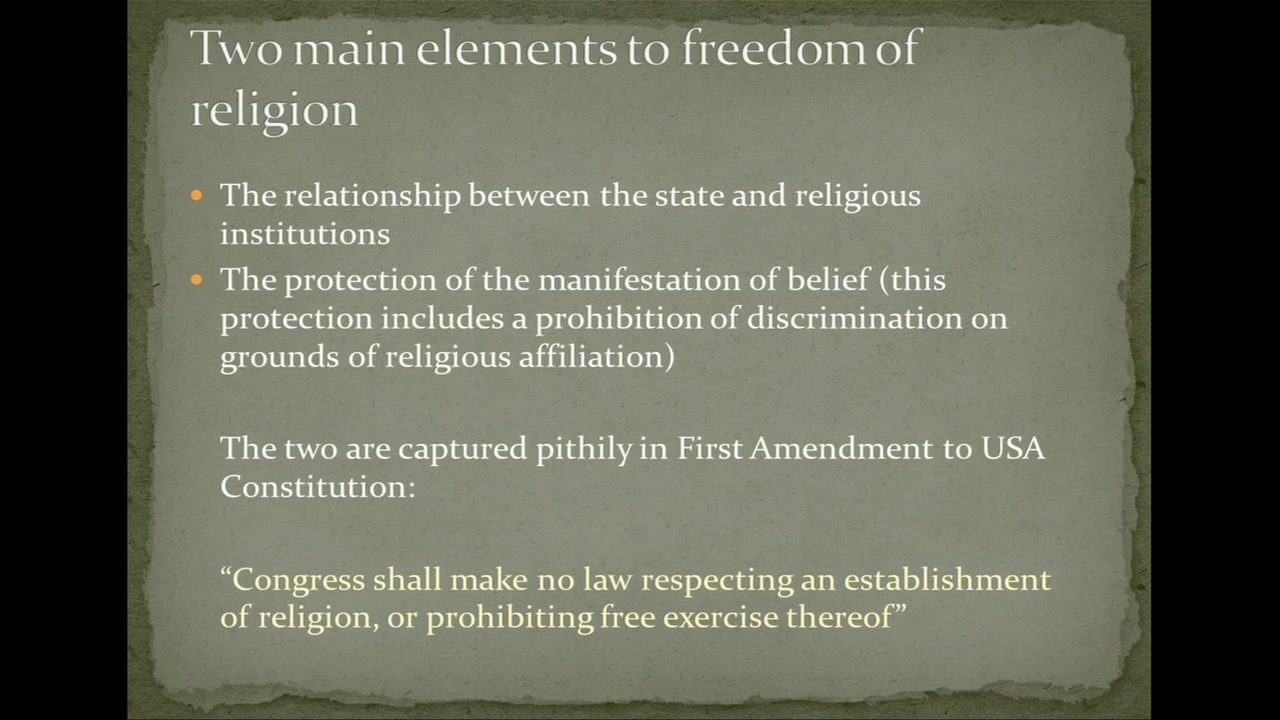 Two main elements to freedom of
religion
• The relationship between the state and religious
institutions
• The protection of the manifestation of belief (this
protection includes a prohibition of discrimination on
grounds of religious affiliation)
The two are captured pithily in First Amendment to USA
Constitution:
“Congress shall make no law respecting an establishment
of religion, or prohibiting free exercise thereof”